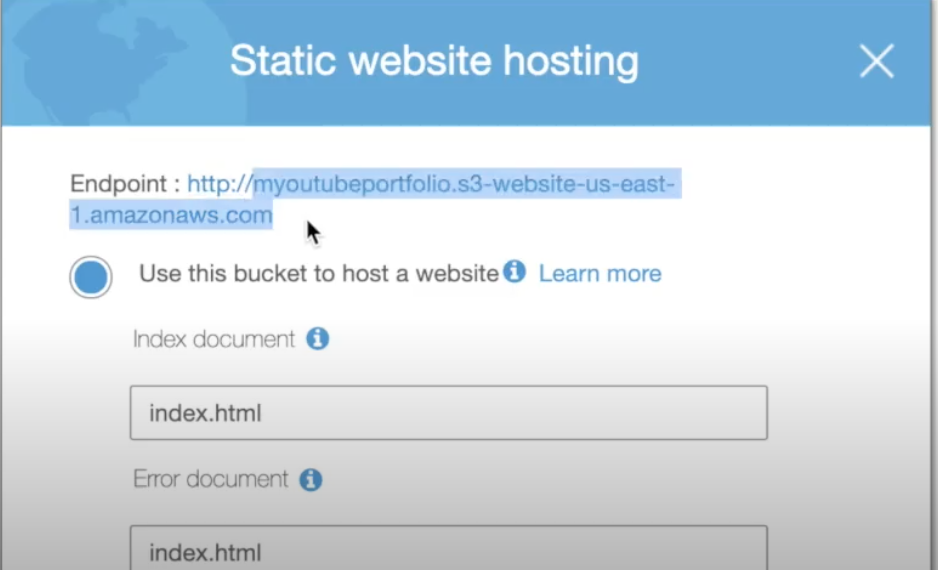 Static website hosting
Endpoint : http://myoutubeportfolio.s3-website-us-east-
1.amazonaws.com
Use this bucket to host a website Learn more
Index document
index.html
Error document
index.html